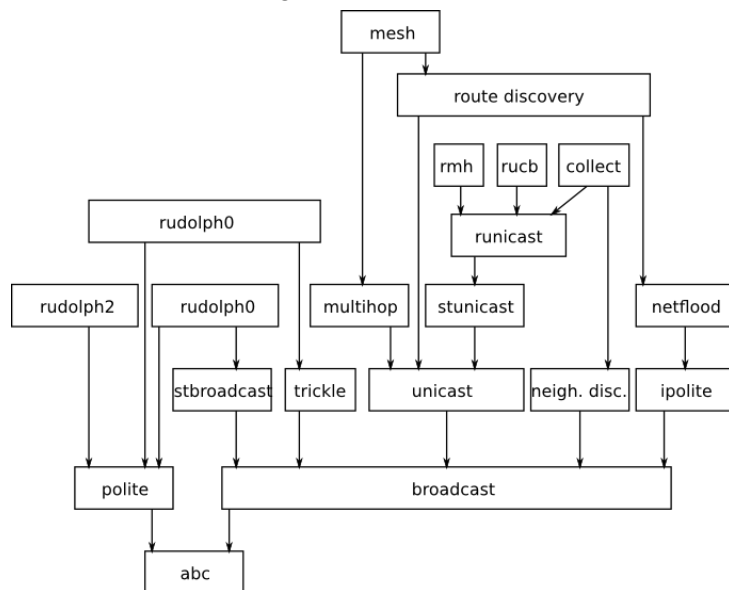 mesh
route discovery
rmh
rucb
collect
rudolph0
runicast
rudolph2
rudolph0
multihop
stunicast
netflood
stbroadcast
trickle
unicast
neigh. disc.
ipolite
polite
broadcast
abc